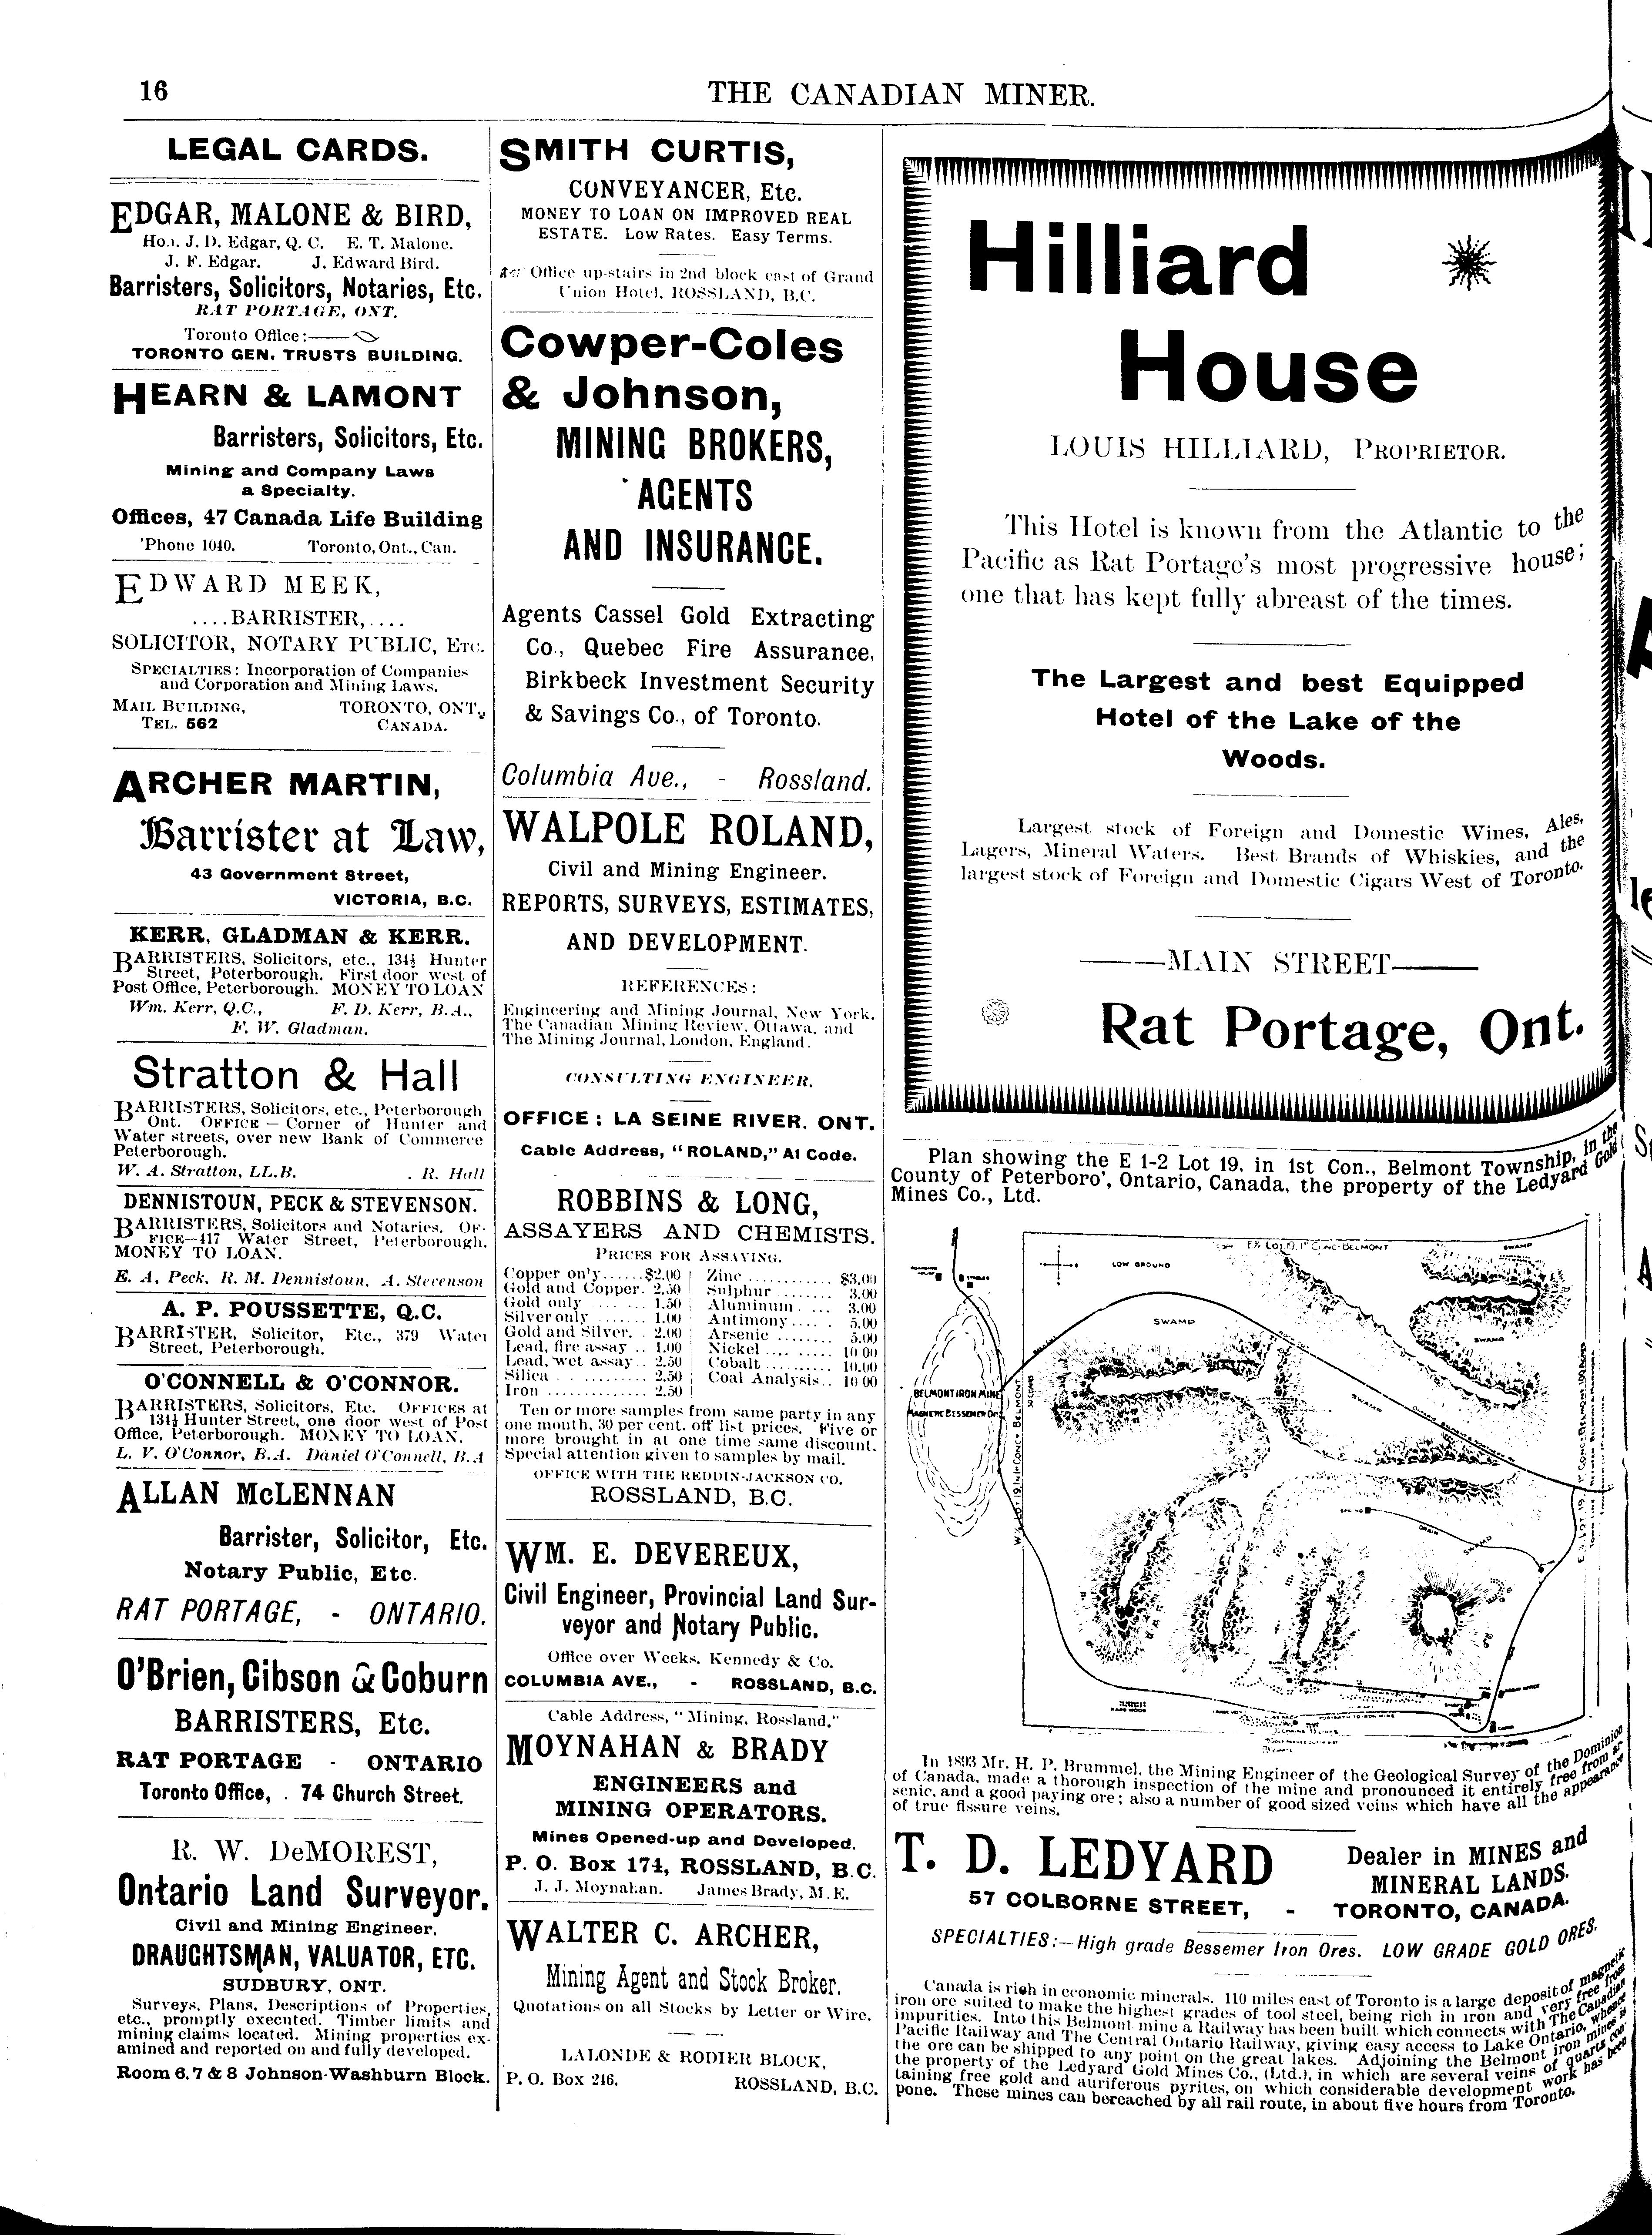 16
THE CANADIAN MINER.
LEGAL CARDS.
EDGAR, MALONE & BIRD,
Hon. J. D. Edgar, Q. C. E. T. Malone.
J. F. Edgar. J. Edward Bird.
Barristers, Solicitors, Notaries, Etc.
RAT PORTAGE, ONT.
Toronto Office:
TORONTO GEN. TRUSTS BUILDING.
HEARN & LAMONT
Barristers, Solicitors, Etc.
Mining and Company Laws
a Specialty.
Offices, 47 Canada Life Building
'Phone 1040. Toronto, Ont., Can.
EDWARD MEEK,
....BARRISTER,....
SOLICITOR, NOTARY PUBLIC, ETC.
SPECIALTIES: Incorporation of Companies
and Corporation and Mining Laws.
MAIL BUILDING, TORONTO, ONT.,
TEL. 562 CANADA.
ARCHER MARTIN,
Barrister at Law,
43 Government Street,
VICTORIA, B.C.
KERR, GLADMAN & KERR.
BARRISTERS, Solicitors, etc., 134½ Hunter
Street, Peterborough. First door west of
Post Office, Peterborough. MONEY TO LOAN
Wm. Kerr, Q.C., F. D. Kerr, B.A.,
F. W. Gladman.
Stratton & Hall
BARRISTERS, Solicitors, etc., Peterborough
Ont. OFFICE — Corner of Hunter and
Water streets, over new Bank of Commerce
Peterborough.
W. A. Stratton, LL.B. . R. Hall
DENNISTOUN, PECK & STEVENSON.
BARRISTERS, Solicitors and Notaries. OF-
FICE—417 Water Street, Peterborough.
MONEY TO LOAN.
E. A. Peck, R. M. Dennistoun, A. Stevenson
A. P. POUSSETTE, Q.C.
BARRISTER, Solicitor, Etc., 379 Water
Street, Peterborough.
O'CONNELL & O'CONNOR.
BARRISTERS, Solicitors, Etc. OFFICES at
134½ Hunter Street, one door west of Post
Office, Peterborough. MONEY TO LOAN.
L. V. O'Connor, B.A. Daniel O'Connell, B.A
ALLAN McLENNAN
Barrister, Solicitor, Etc.
Notary Public, Etc.
RAT PORTAGE, - ONTARIO.
O'Brien, Gibson & Coburn
BARRISTERS, Etc.
RAT PORTAGE - ONTARIO
Toronto Office, . 74 Church Street.
R. W. DeMOREST,
Ontario Land Surveyor.
Civil and Mining Engineer,
DRAUGHTSMAN, VALUATOR, ETC.
SUDBURY, ONT.
Surveys, Plans, Descriptions of Properties,
etc., promptly executed. Timber limits and
mining claims located. Mining properties ex-
amined and reported on and fully developed.
Room 6, 7 & 8 Johnson-Washburn Block.
SMITH CURTIS,
CONVEYANCER, Etc.
MONEY TO LOAN ON IMPROVED REAL
ESTATE. Low Rates. Easy Terms.
Office up-stairs in 2nd block east of Grand
Union Hotel, ROSSLAND, B.C.
Cowper-Coles
& Johnson,
MINING BROKERS,
AGENTS
AND INSURANCE.
Agents Cassel Gold Extracting
Co., Quebec Fire Assurance,
Birkbeck Investment Security
& Savings Co., of Toronto.
Columbia Ave., - Rossland.
WALPOLE ROLAND,
Civil and Mining Engineer.
REPORTS, SURVEYS, ESTIMATES,
AND DEVELOPMENT.
REFERENCES:
Engineering and Mining Journal, New York.
The Canadian Mining Review, Ottawa, and
The Mining Journal, London, England.
CONSULTING ENGINEER.
OFFICE: LA SEINE RIVER, ONT.
Cable Address, "ROLAND," A1 Code.
ROBBINS & LONG,
ASSAYERS AND CHEMISTS.
PRICES FOR ASSAYING.
Copper on'y......$2.00 | Zinc............ $3.00
Gold and Copper. 2.50 | Sulphur ........ 3.00
Gold only ........ 1.50 | Aluminum. ... 3.00
Silver only ....... 1.00 | Antimony..... 5.00
Gold and Silver. . 2.00 | Arsenic ........ 5.00
Lead, fire assay .. 1.00 | Nickel......... 10 00
Lead, wet assay.. 2.50 | Cobalt ......... 10.00
Silica ............ 2.50 | Coal Analysis.. 10 00
Iron ............. 2.50
Ten or more samples from same party in any
one month, 30 per cent. off list prices. Five or
more brought in at one time same discount.
Special attention given to samples by mail.
OFFICE WITH THE REDDIN-JACKSON CO.
ROSSLAND, B.C.
WM. E. DEVEREUX,
Civil Engineer, Provincial Land Sur-
veyor and Notary Public.
Office over Weeks, Kennedy & Co.
COLUMBIA AVE., - ROSSLAND, B.C.
Cable Address, "Mining, Rossland."
MOYNAHAN & BRADY
ENGINEERS and
MINING OPERATORS.
Mines Opened-up and Developed.
P. O. Box 174, ROSSLAND, B.C.
J. J. Moynahan. James Brady, M.E.
WALTER C. ARCHER,
Mining Agent and Stock Broker.
Quotations on all Stocks by Letter or Wire.
LALONDE & RODIER BLOCK,
P. O. Box 216. ROSSLAND, B.C.
Hilliard
House
LOUIS HILLIARD, PROPRIETOR.
This Hotel is known from the Atlantic to the
Pacific as Rat Portage's most progressive house;
one that has kept fully abreast of the times.
The Largest and best Equipped
Hotel of the Lake of the
Woods.
Largest stock of Foreign and Domestic Wines, Ales,
Lagers, Mineral Waters. Best Brands of Whiskies, and the
largest stock of Foreign and Domestic Cigars West of Toronto.
MAIN STREET
Rat Portage, Ont.
Plan showing the E 1-2 Lot 19, in 1st Con., Belmont Township, in the
County of Peterboro', Ontario, Canada, the property of the Ledyard Gold
Mines Co., Ltd.
E½ LOT 19 1st CONC-BELMONT
SWAMP
LOW GROUND
SWAMP
SWAMP
BELMONT IRON MINE
MAGNETIC BESSEMER ORE
SWAMP
DRAIN
SWAMP
In 1893 Mr. H. P. Brummel, the Mining Engineer of the Geological Survey of the Dominion
of Canada, made a thorough inspection of the mine and pronounced it entirely free from ar
senic, and a good paying ore; also a number of good sized veins which have all the appearance
of true fissure veins.
T. D. LEDYARD
Dealer in MINES and
MINERAL LANDS.
57 COLBORNE STREET, - TORONTO, CANADA.
SPECIALTIES:—High grade Bessemer Iron Ores. LOW GRADE GOLD ORES.
Canada is rich in economic minerals. 110 miles east of Toronto is a large deposit of magnetic
iron ore suited to make the highest grades of tool steel, being rich in iron and very free from
impurities. Into this Belmont mine a Railway has been built which connects with The Canadian
Pacific Railway and The Central Ontario Railway, giving easy access to Lake Ontario, whence
the ore can be shipped to any point on the great lakes. Adjoining the Belmont iron mines is
the property of the Ledyard Gold Mines Co., (Ltd.), in which are several veins of quartz con-
taining free gold and auriferous pyrites, on which considerable development work has been
pone. These mines can be reached by all rail route, in about five hours from Toronto.